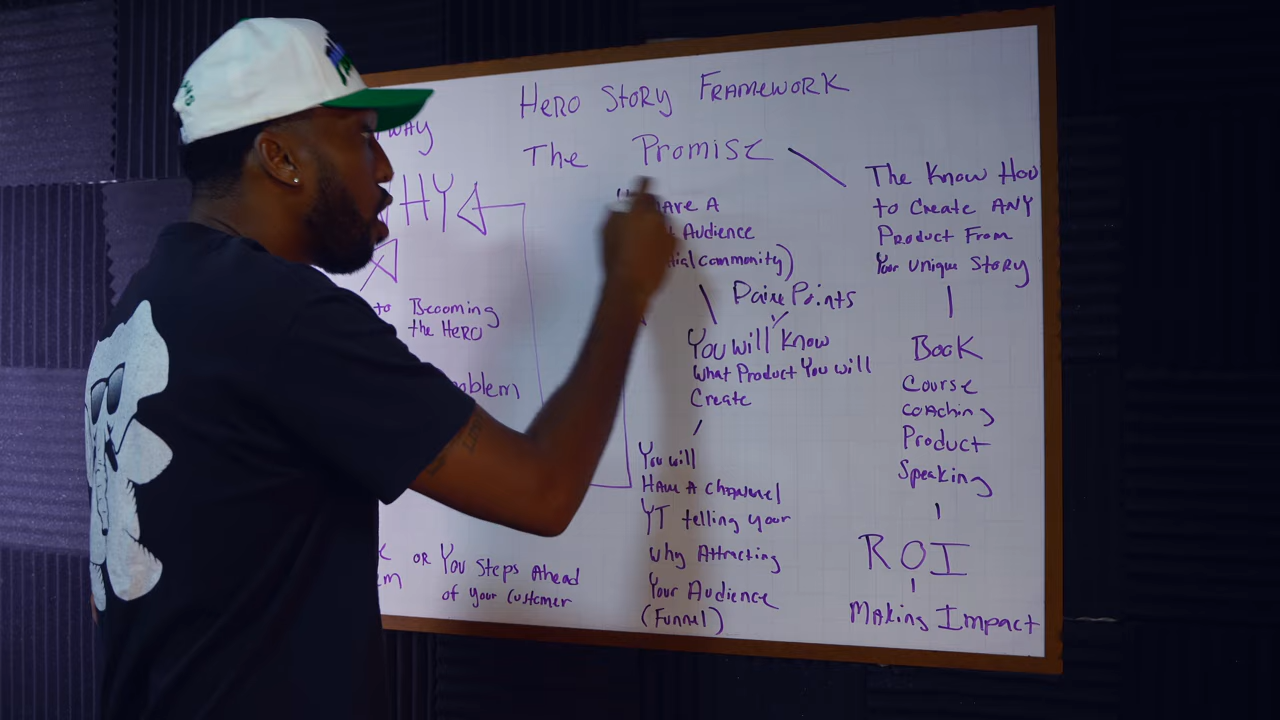 Hero Story Framework
WAY
The Promise
HY
Have A
Audience
community)
Paine Points
You will Know
What Product You will
Create
You will
Have A Channel
YT telling your
why Attracting
Your Audience
(Funnel)
The Know How
to Create ANY
Product From
Your Unique Story
Book
Course
Coaching
Product
Speaking
ROI
Making Impact
to Becoming
the Hero
or You Steps Ahead
of your Customer